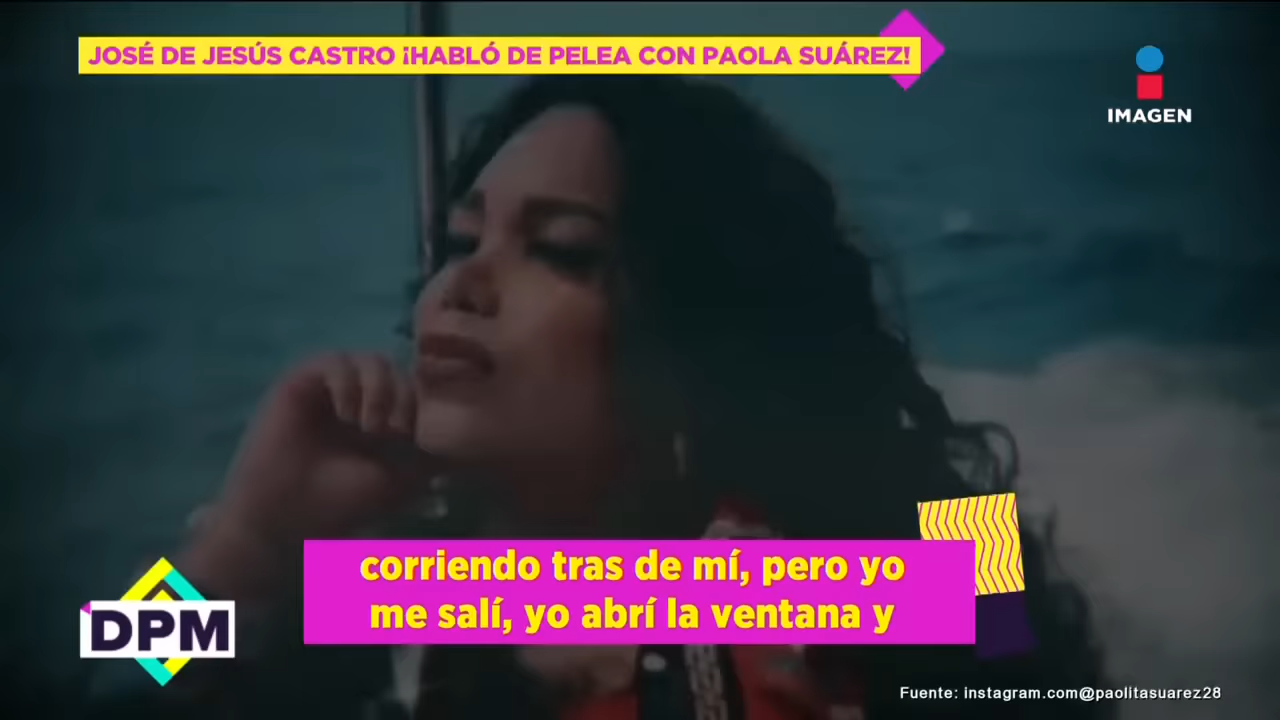 JOSÉ DE JESÚS CASTRO ¡HABLÓ DE PELEA CON PAOLA SUÁREZ!
IMAGEN
corriendo tras de mí, pero yo
me salí, yo abrí la ventana y
DPM
Fuente: instagram.com@paolitasuarez28